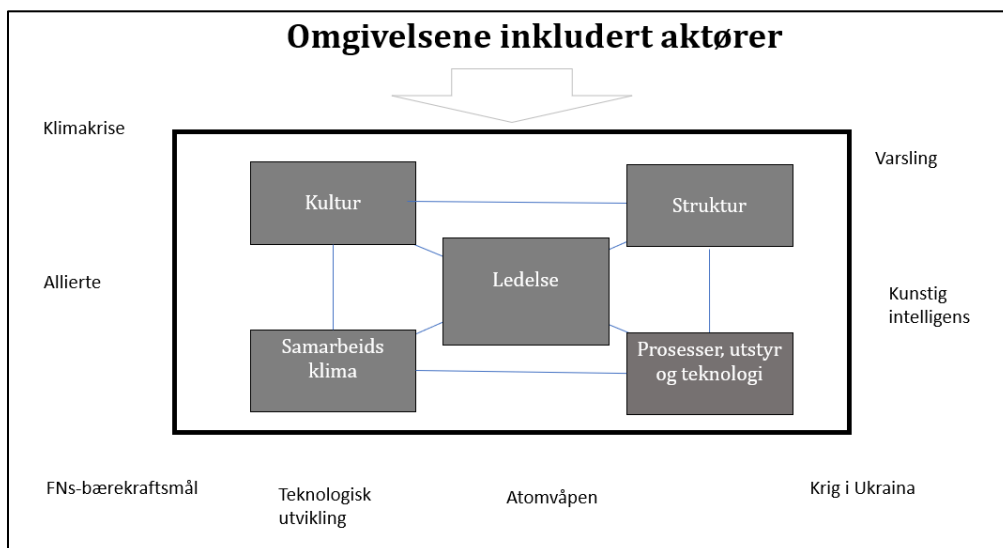 Omgivelsene inkludert aktører
Klimakrise
Varsling
Kultur
Struktur
Ledelse
Allierte
Kunstig
intelligens
Samarbeids
klima
Prosesser, utstyr
og teknologi
FNs-bærekraftsmål
Teknologisk
utvikling
Atomvåpen
Krig i Ukraina